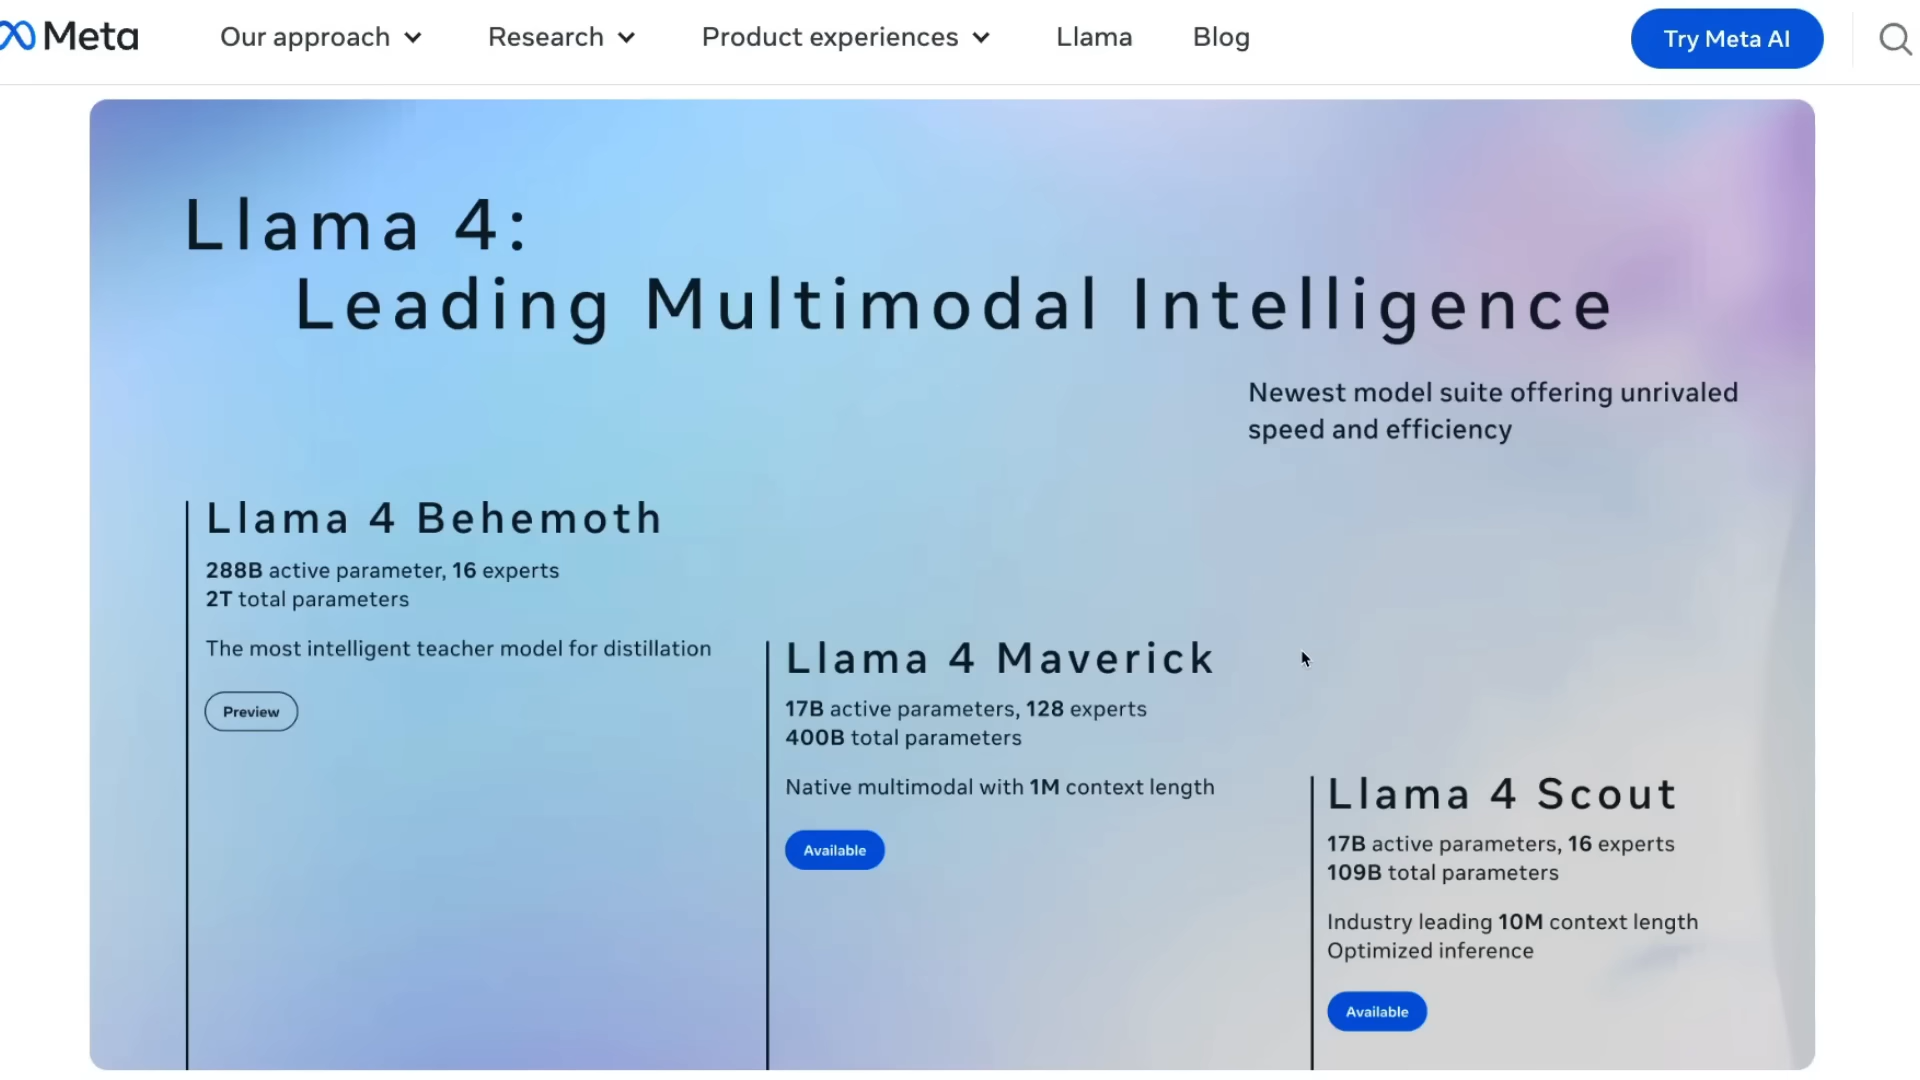 Meta
Our approach
Research
Product experiences
Llama
Blog
Try Meta AI
Llama 4:
Leading Multimodal Intelligence
Newest model suite offering unrivaled
speed and efficiency
Llama 4 Behemoth
288B active parameter, 16 experts
2T total parameters
The most intelligent teacher model for distillation
Preview
Llama 4 Maverick
17B active parameters, 128 experts
400B total parameters
Native multimodal with 1M context length
Available
Llama 4 Scout
17B active parameters, 16 experts
109B total parameters
Industry leading 10M context length
Optimized inference
Available